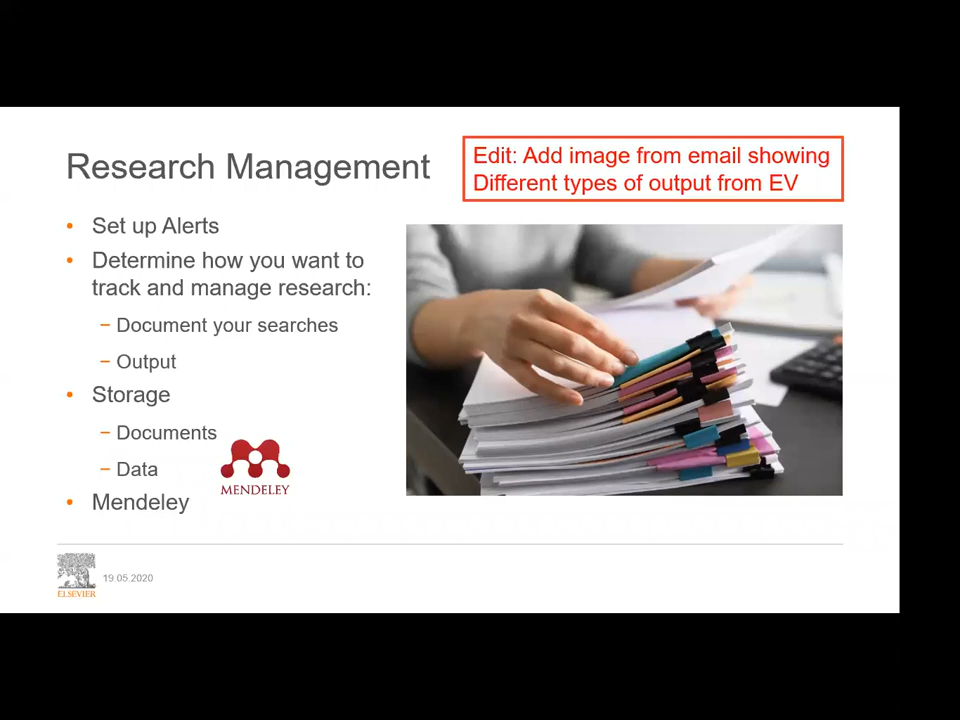 Research Management
Edit: Add image from email showing
Different types of output from EV
• Set up Alerts
• Determine how you want to
track and manage research:
− Document your searches
− Output
• Storage
− Documents
− Data
MENDELEY
• Mendeley
ELSEVIER
19.05.2020